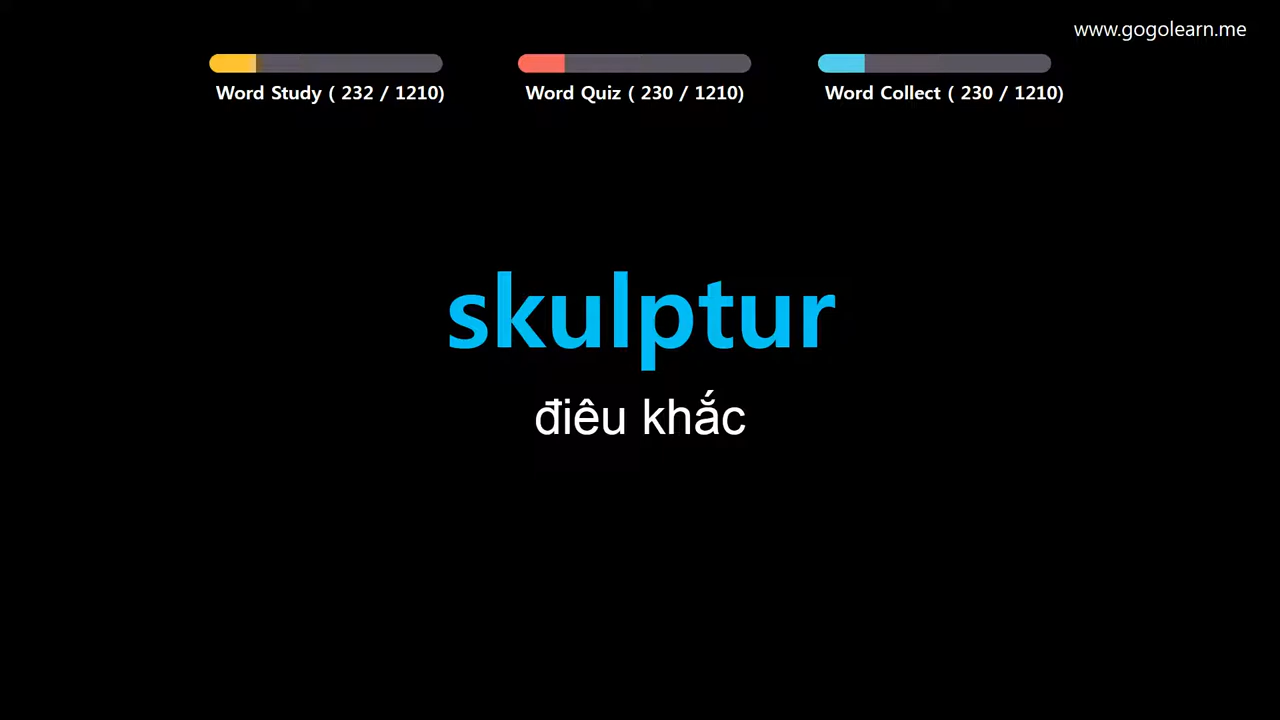 www.gogolearn.me
Word Study ( 232 / 1210)
Word Quiz ( 230 / 1210)
Word Collect ( 230 / 1210)
skulptur
điêu khắc